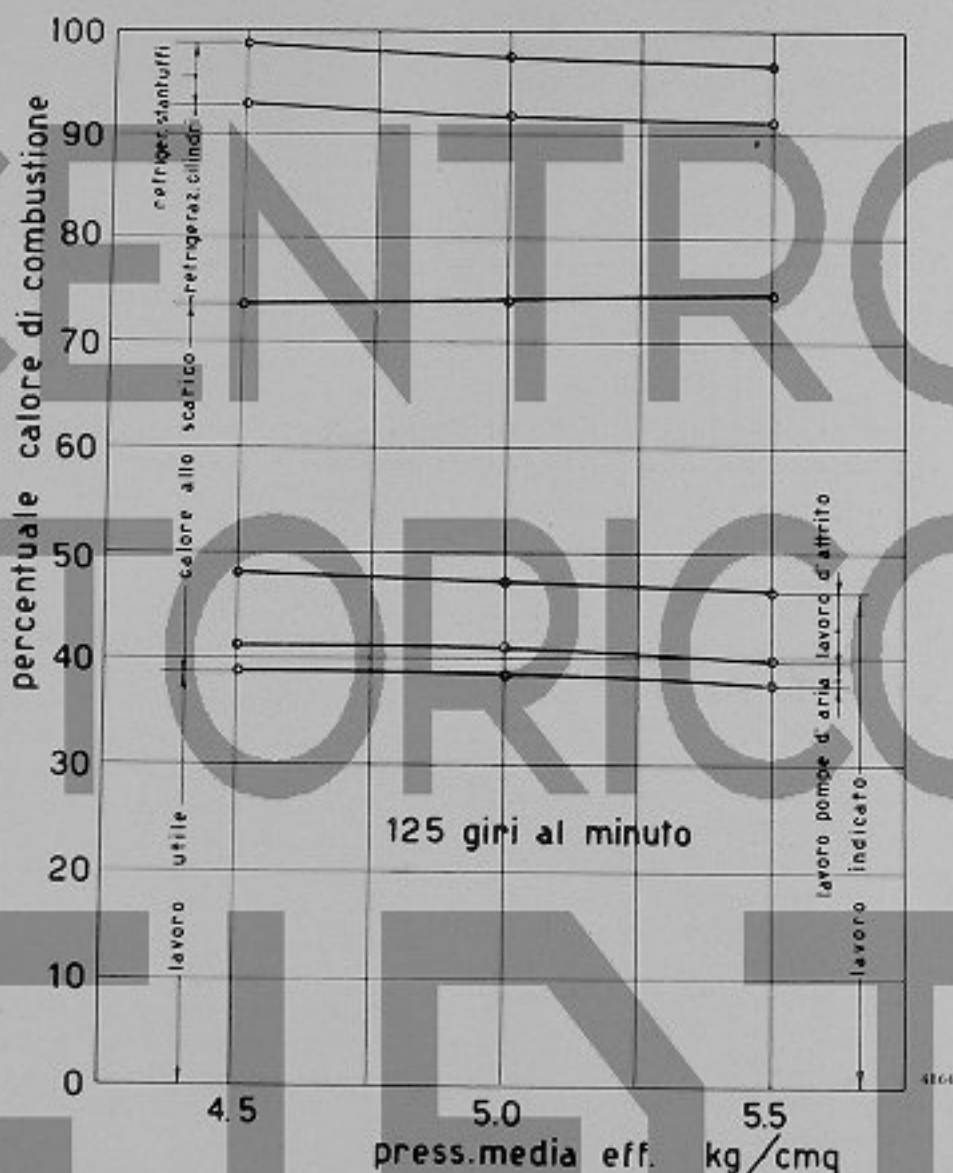 100
90
80
70
60
50
40
30
20
10
0
percentuale calore di combustione
refriger. stantuffi
refrigeraz. cilindri
calore allo scarico
lavoro utile
lavoro d'attrito
lavoro pompe d'aria
lavoro indicato
125 giri al minuto
4.5
5.0
5.5
press.media eff. kg/cmq
CENTRO
TORICO